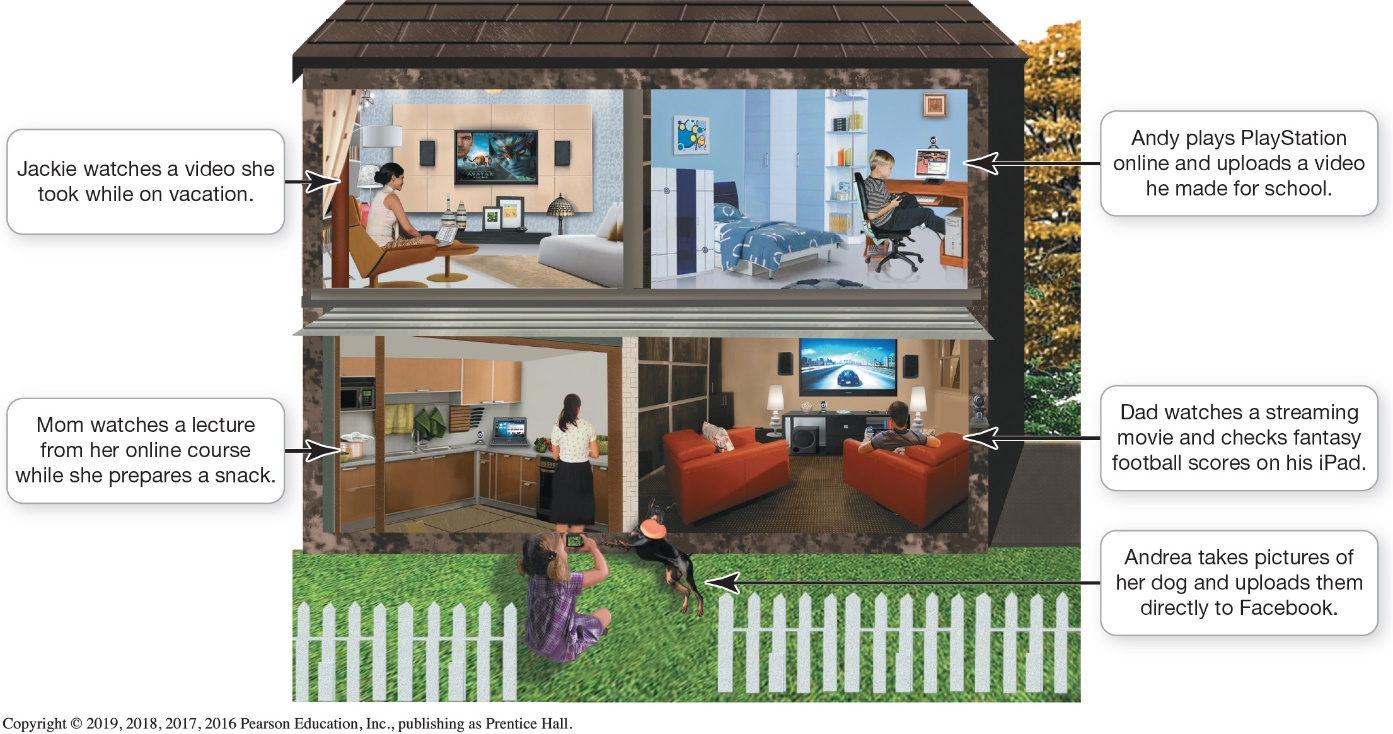 Jackie watches a video she
took while on vacation.
Andy plays PlayStation
online and uploads a video
he made for school.
AVATAR
Mom watches a lecture
from her online course
while she prepares a snack.
Dad watches a streaming
movie and checks fantasy
football scores on his iPad.
Andrea takes pictures of
her dog and uploads them
directly to Facebook.
Copyright © 2019, 2018, 2017, 2016 Pearson Education, Inc., publishing as Prentice Hall.